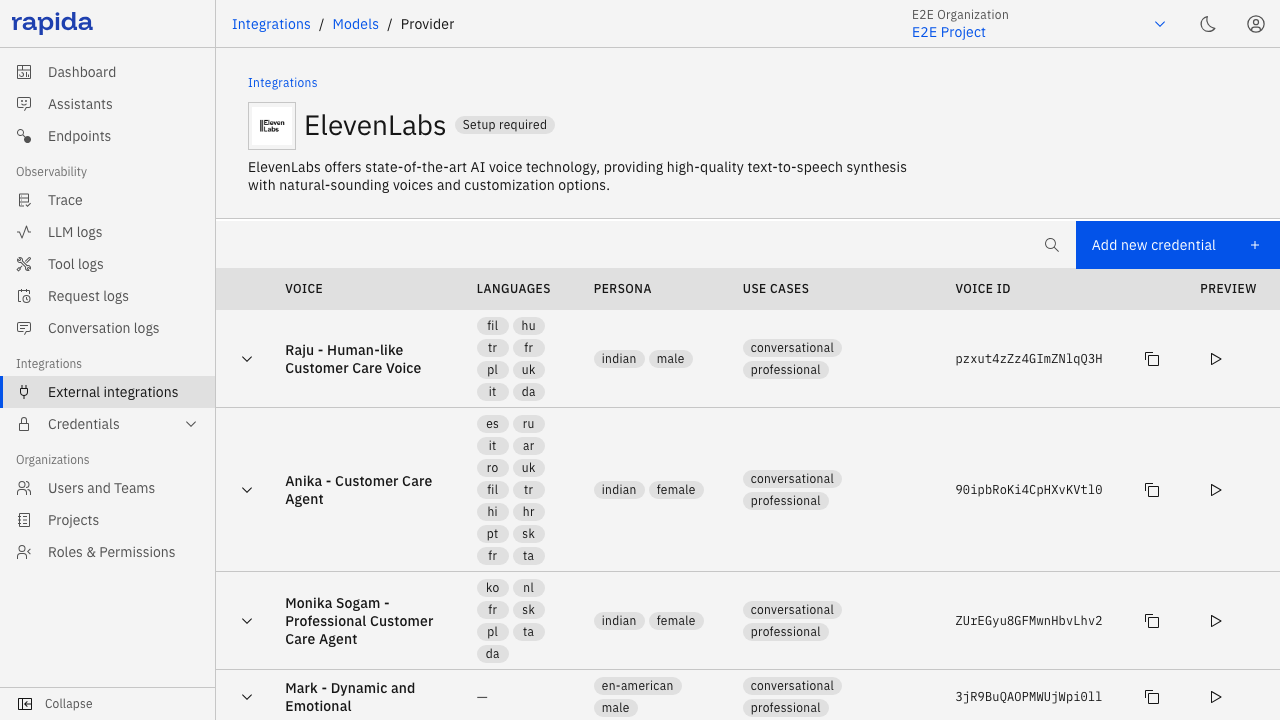 rapida
Integrations / Models / Provider
E2E Organization
E2E Project
Dashboard
Assistants
Endpoints
Observability
Trace
LLM logs
Tool logs
Request logs
Conversation logs
Integrations
External integrations
Credentials
Organizations
Users and Teams
Projects
Roles & Permissions
Collapse
Integrations
Eleven
Labs
ElevenLabs Setup required
ElevenLabs offers state-of-the-art AI voice technology, providing high-quality text-to-speech synthesis
with natural-sounding voices and customization options.
Add new credential
VOICE LANGUAGES PERSONA USE CASES VOICE ID PREVIEW
Raju - Human-like
Customer Care Voice
fil hu
tr fr
pl uk
it da
indian male
conversational
professional
pzxut4zZz4GImZNlqQ3H
Anika - Customer Care
Agent
es ru
it ar
ro uk
fil tr
hi hr
pt sk
fr ta
indian female
conversational
professional
90ipbRoKi4CpHXvKVtl0
Monika Sogam -
Professional Customer
Care Agent
ko nl
fr sk
pl ta
da
indian female
conversational
professional
ZUrEGyu8GFMwnHbvLhv2
Mark - Dynamic and
Emotional
—
en-american
male
conversational
professional
3jR9BuQAOPMWUjWpi0ll